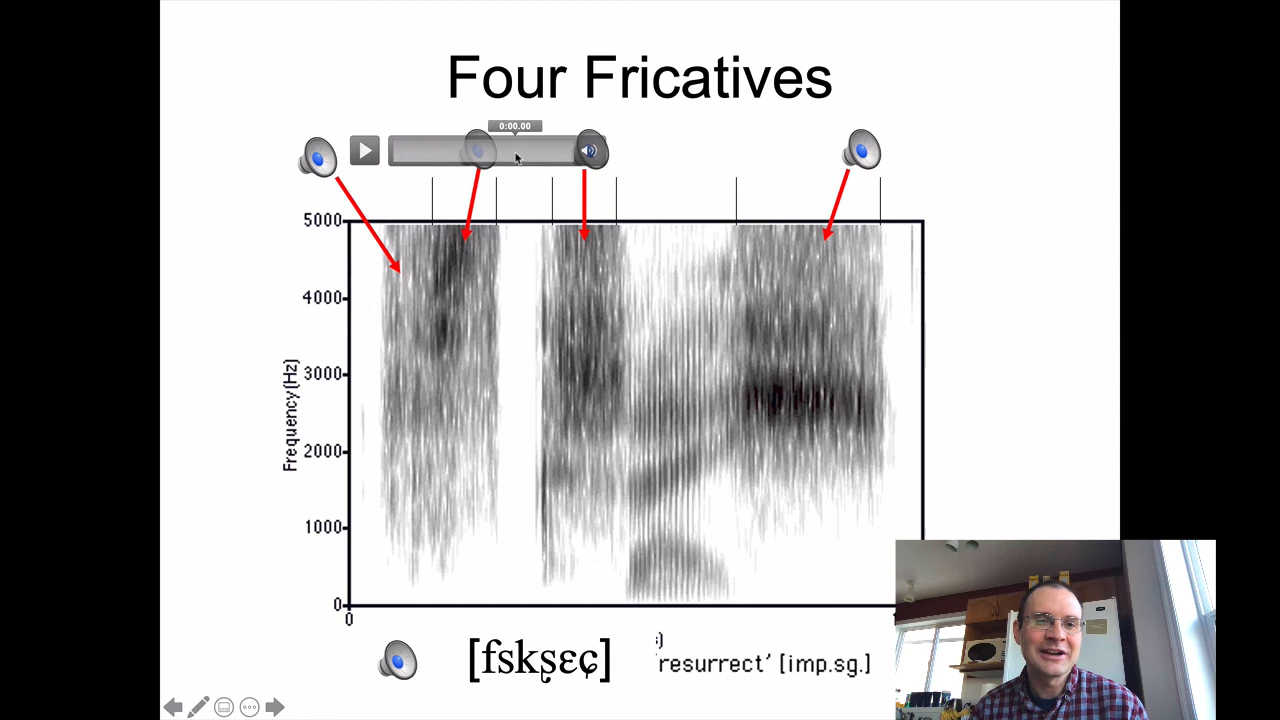 Four Fricatives
0:00.00
5000
4000
3000
2000
1000
0
Frequency(Hz)
0
s)
[fskʂɛɕ]
'resurrect' [imp.sg.]